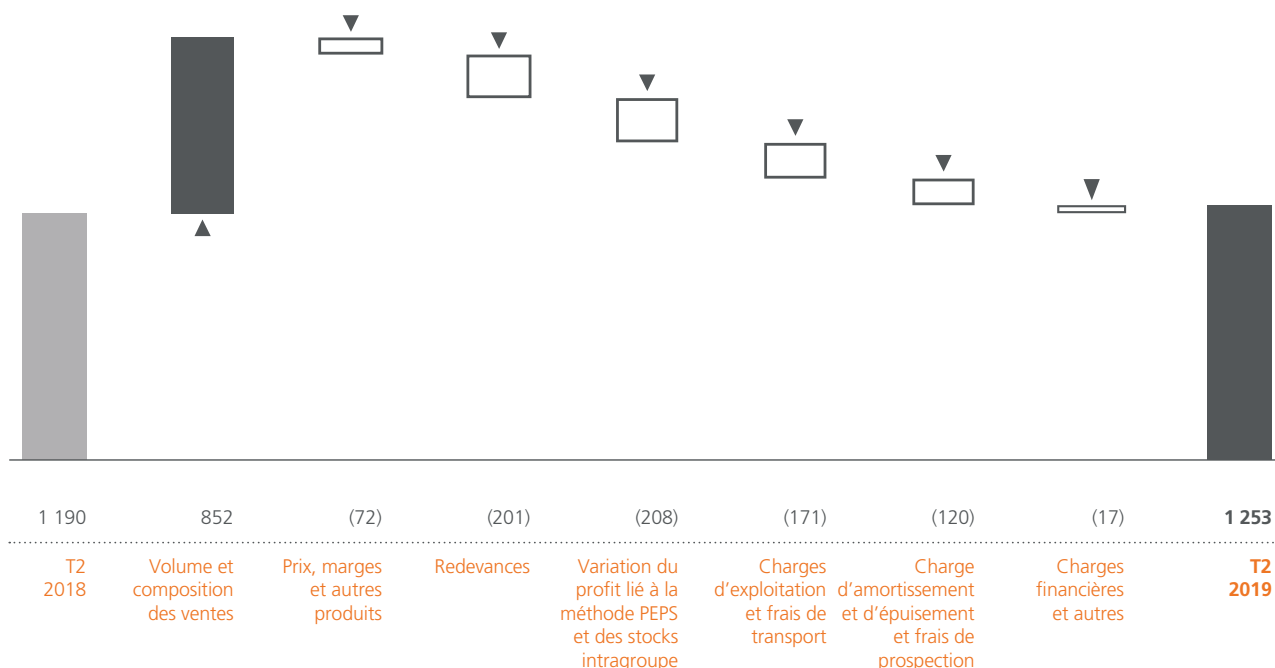 1 190
852
(72)
(201)
(208)
(171)
(120)
(17)
1 253
T2
2018
Volume et
composition
des ventes
Prix, marges
et autres
produits
Redevances
Variation du
profit lié à la
méthode PEPS
et des stocks
intragroupe
Charges
d'exploitation
et frais de
transport
Charge
d'amortissement
et d'épuisement
et frais de
prospection
Charges
financières
et autres
T2
2019